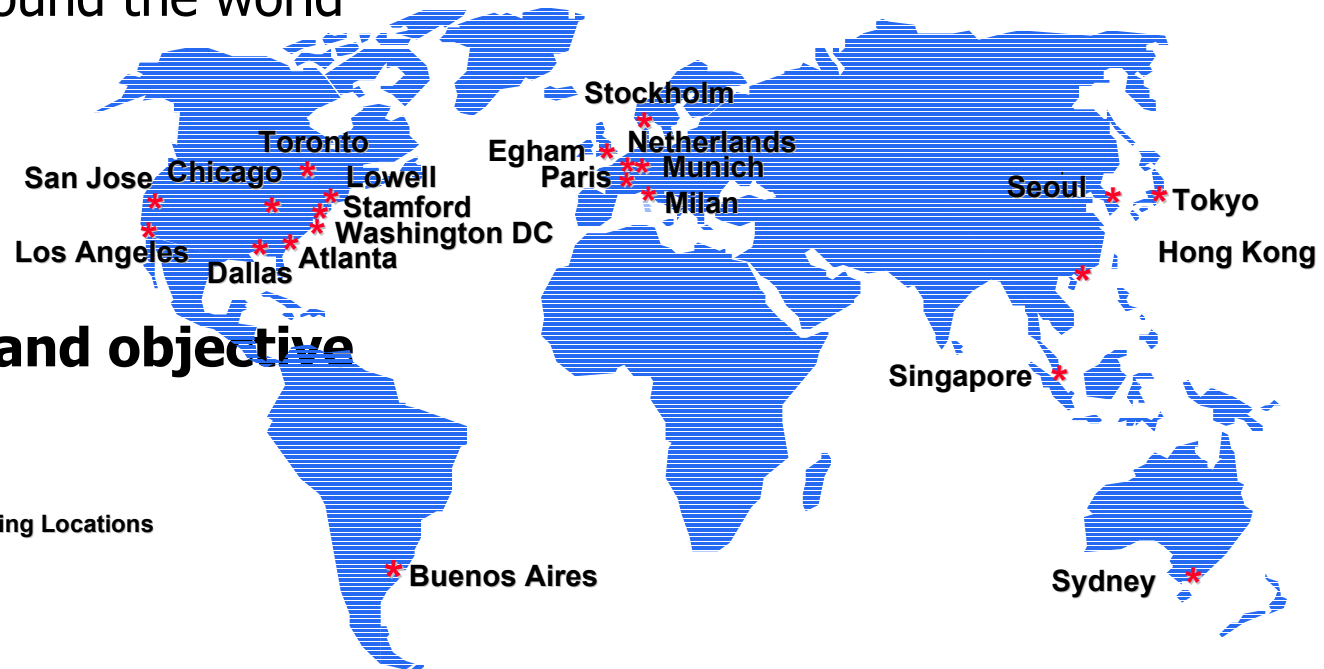 ound the world
Stockholm
Toronto
Netherlands
Egham
San Jose
Chicago
Lowell
Paris
Munich
Seoul
Tokyo
Stamford
Milan
Washington DC
Los Angeles
Atlanta
Hong Kong
Dallas
and objective
Singapore
ing Locations
Buenos Aires
Sydney